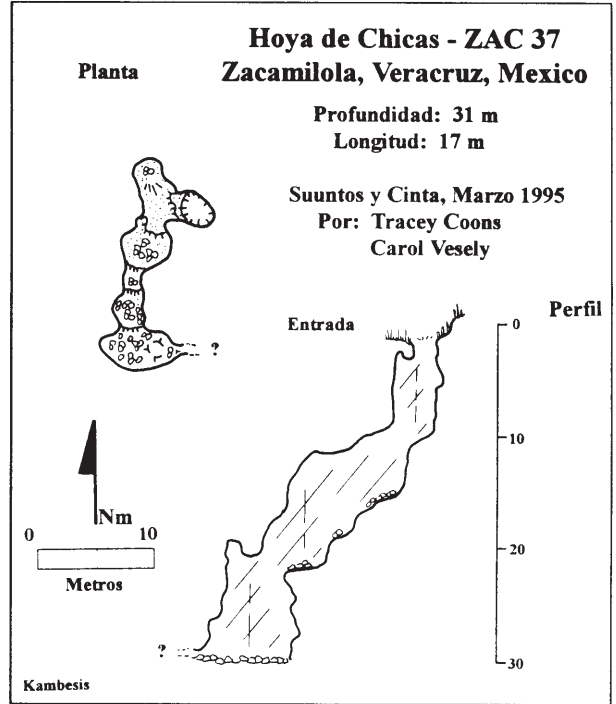 Hoya de Chicas - ZAC 37
Zacamilola, Veracruz, Mexico
Planta
Profundidad: 31 m
Longitud: 17 m
Suuntos y Cinta, Marzo 1995
Por: Tracey Coons
Carol Vesely
Entrada
Perfil
0
10
20
30
?
Nm
0 10
Metros
?
Kambesis